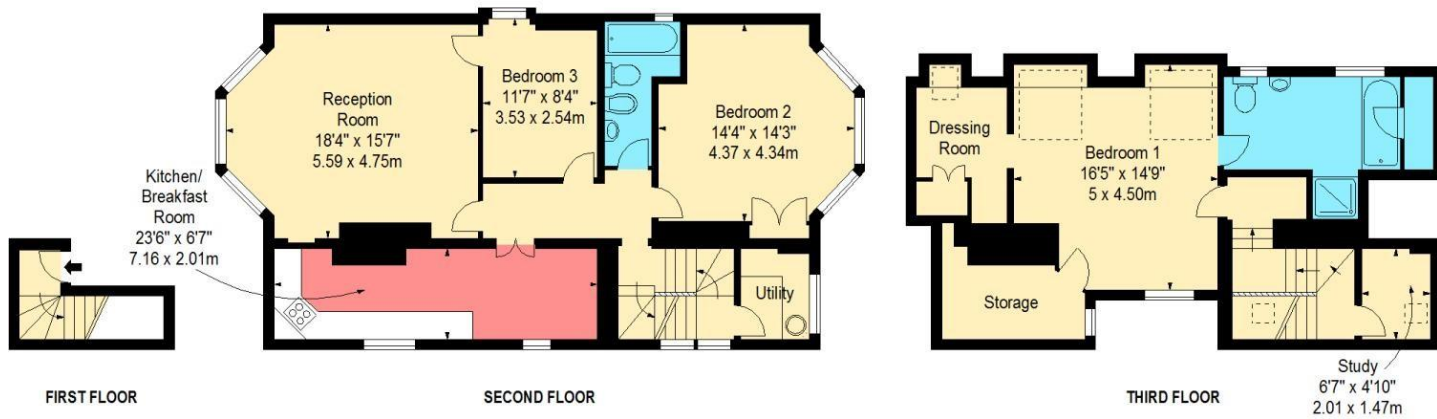 Reception
Room
18'4" x 15'7"
5.59 x 4.75m
Bedroom 3
11'7" x 8'4"
3.53 x 2.54m
Bedroom 2
14'4" x 14'3"
4.37 x 4.34m
Kitchen/
Breakfast
Room
23'6" x 6'7"
7.16 x 2.01m
Utility
Dressing
Room
Bedroom 1
16'5" x 14'9"
5 x 4.50m
Storage
Study
6'7" x 4'10"
2.01 x 1.47m
FIRST FLOOR
SECOND FLOOR
THIRD FLOOR